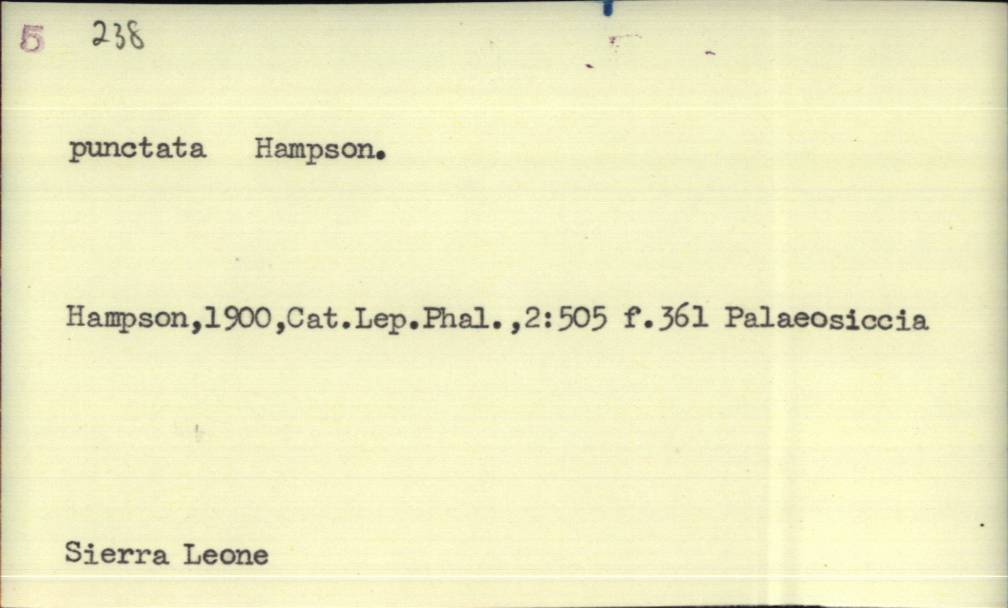 5 238
punctata Hampson.
Hampson,1900,Cat.Lep.Phal.,2:505 f.361 Palaeosiccia
Sierra Leone